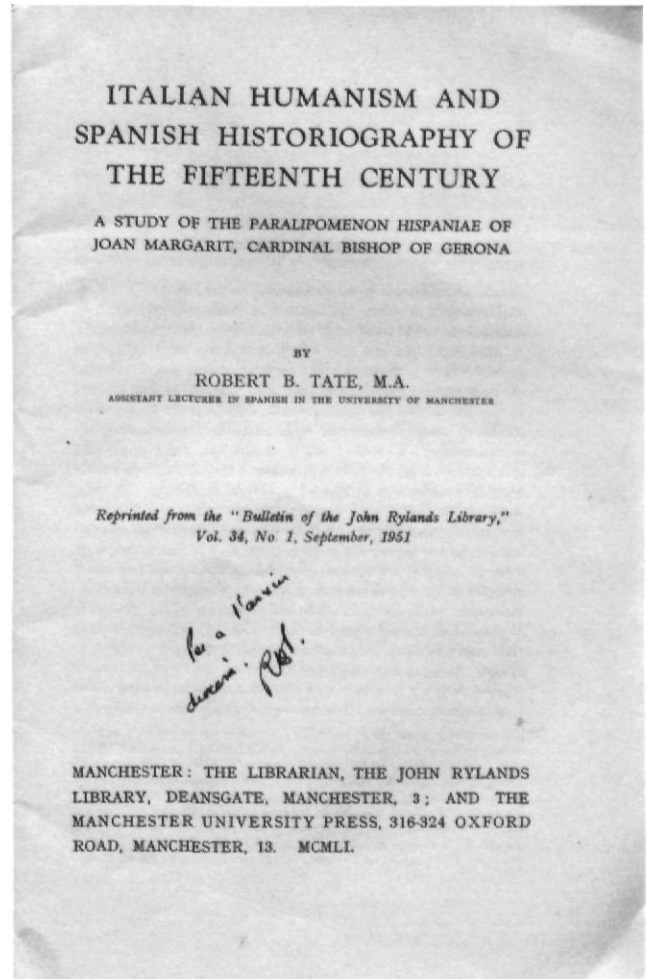 ITALIAN HUMANISM AND
SPANISH HISTORIOGRAPHY OF
THE FIFTEENTH CENTURY
A STUDY OF THE PARALIPOMENON HISPANIAE OF
JOAN MARGARIT, CARDINAL BISHOP OF GERONA
BY
ROBERT B. TATE, M.A.
ASSISTANT LECTURER IN SPANISH IN THE UNIVERSITY OF MANCHESTER
Reprinted from the "Bulletin of the John Rylands Library,"
Vol. 34, No. 1, September, 1951
Per a l'arxiu
diocesà.
RBT.
MANCHESTER: THE LIBRARIAN, THE JOHN RYLANDS
LIBRARY, DEANSGATE, MANCHESTER, 3; AND THE
MANCHESTER UNIVERSITY PRESS, 316-324 OXFORD
ROAD, MANCHESTER, 13. MCMLI.